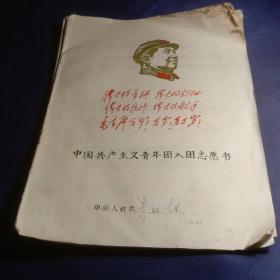 伟大的导师 伟大的领袖
伟大的统帅 伟大的舵手
毛主席万岁！万岁！万万岁！
中国共产主义青年团入团志愿书
申请人姓名